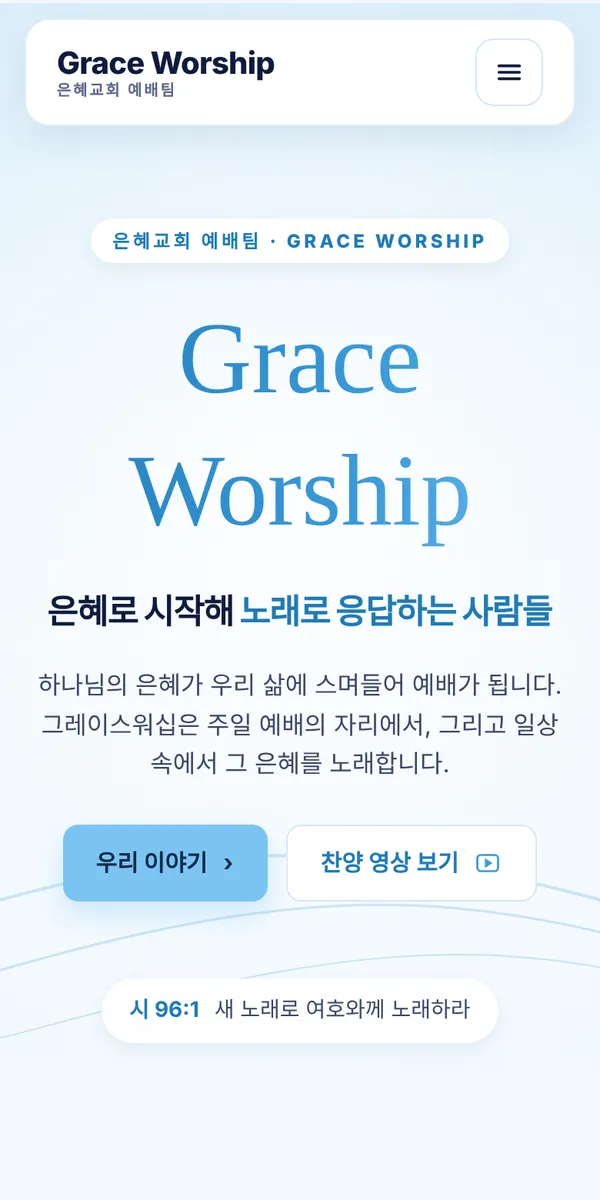 Grace Worship
은혜교회 예배팀
은혜교회 예배팀 · GRACE WORSHIP
Grace
Worship
은혜로 시작해 노래로 응답하는 사람들
하나님의 은혜가 우리 삶에 스며들어 예배가 됩니다.
그레이스워십은 주일 예배의 자리에서, 그리고 일상
속에서 그 은혜를 노래합니다.
우리 이야기 ›
찬양 영상 보기
시 96:1 새 노래로 여호와께 노래하라